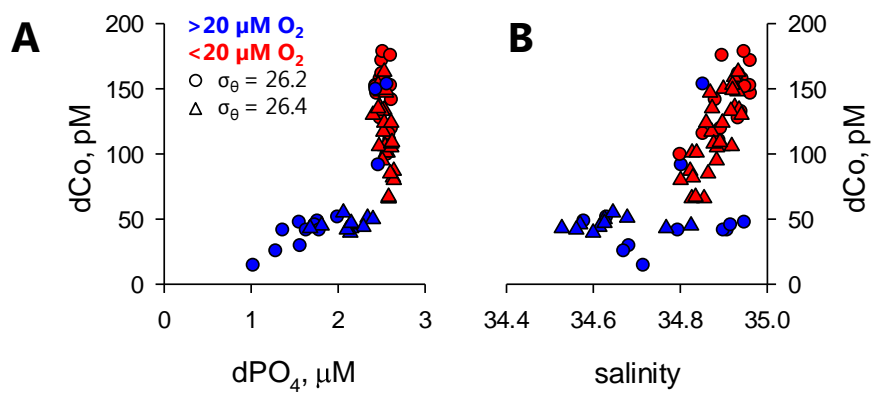 A
B
>20 µM O₂
<20 µM O₂
σθ = 26.2
σθ = 26.4
dCo, pM
200
150
100
50
0
0 1 2 3
dPO₄, μM
34.4 34.6 34.8 35.0
salinity
200
150
100
50
0
dCo, pM